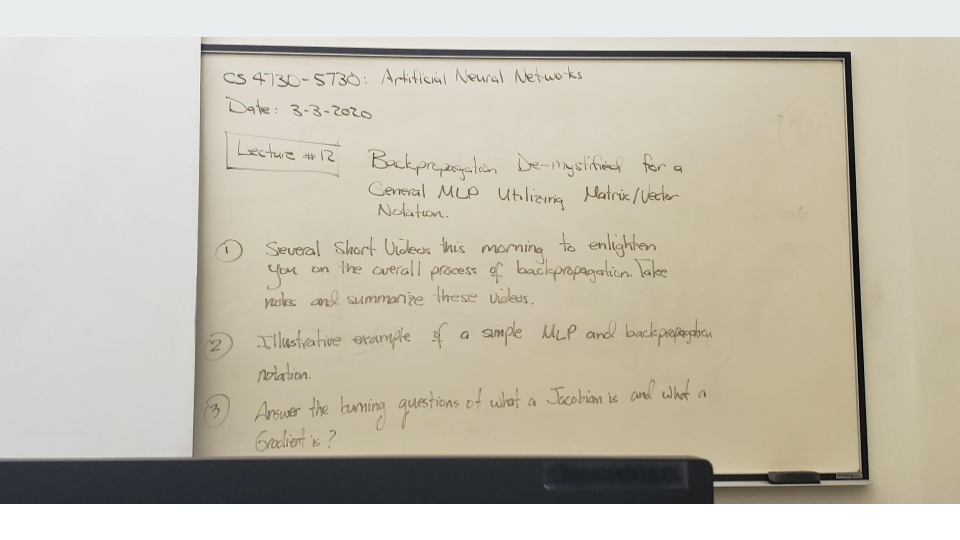 CS 4730-5730: Artificial Neural Networks
Date: 3-3-2020
Lecture #12
Backpropagation De-mystified for a
General MLP Utilizing Matrix/Vector
Notation.
1 Several Short Videos this morning to enlighten
you on the overall process of backpropagation. Take
notes and summarize these videos.
2 Illustrative example of a simple MLP and backpropagation
notation.
3 Answer the burning questions of what a Jacobian is and what a
Gradient is?